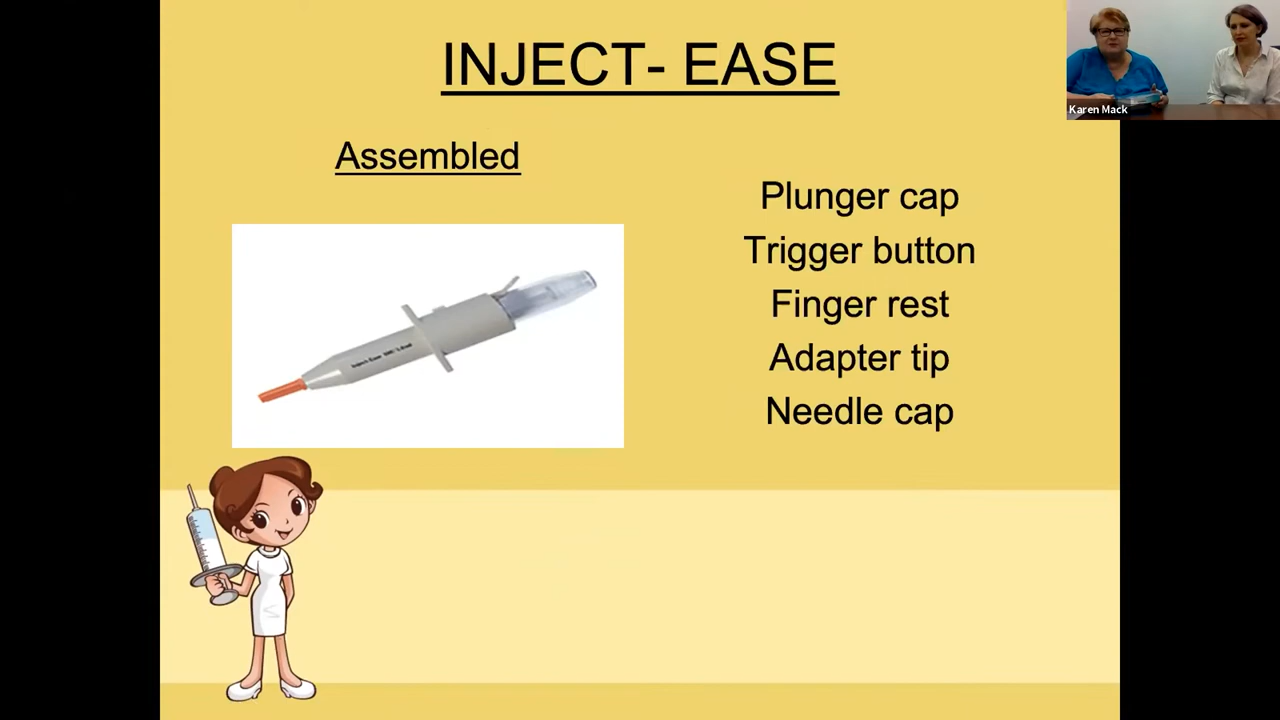 INJECT- EASE
Karen Mack
Assembled
Plunger cap
Trigger button
Finger rest
Adapter tip
Needle cap